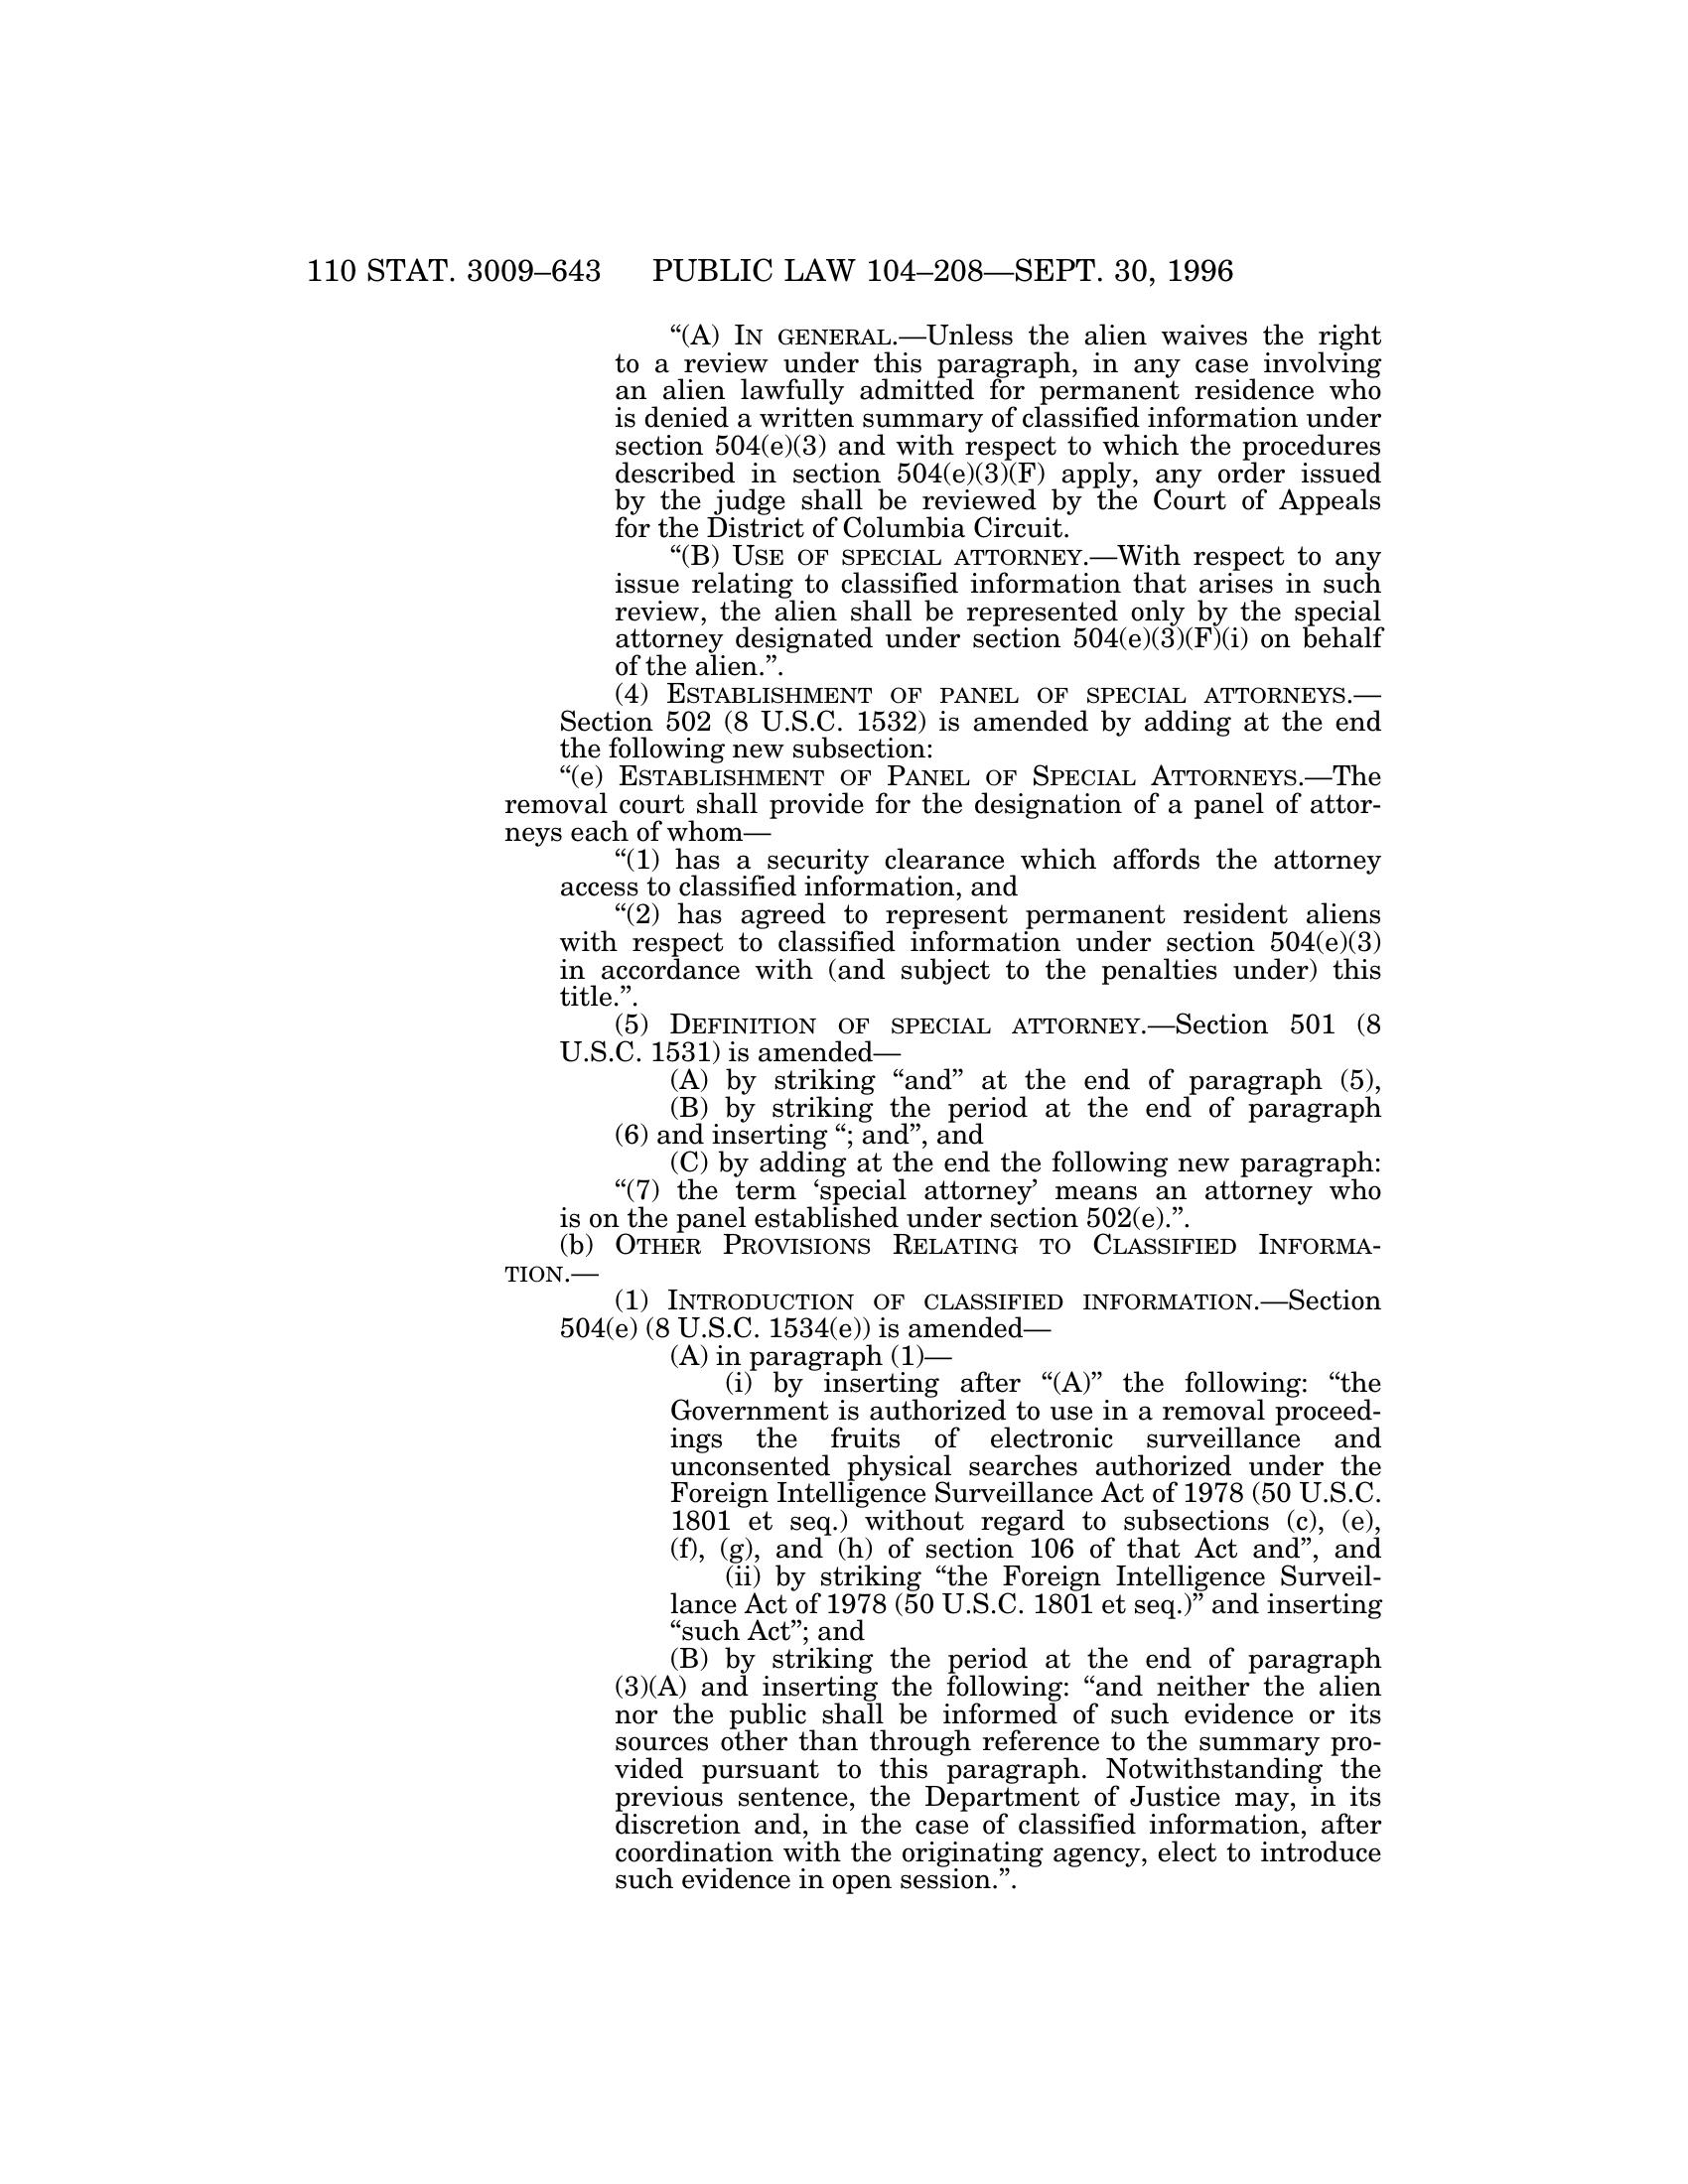 110 STAT. 3009–643 PUBLIC LAW 104–208—SEPT. 30, 1996
“(A) IN GENERAL.—Unless the alien waives the right
to a review under this paragraph, in any case involving
an alien lawfully admitted for permanent residence who
is denied a written summary of classified information under
section 504(e)(3) and with respect to which the procedures
described in section 504(e)(3)(F) apply, any order issued
by the judge shall be reviewed by the Court of Appeals
for the District of Columbia Circuit.
“(B) USE OF SPECIAL ATTORNEY.—With respect to any
issue relating to classified information that arises in such
review, the alien shall be represented only by the special
attorney designated under section 504(e)(3)(F)(i) on behalf
of the alien.”.
(4) ESTABLISHMENT OF PANEL OF SPECIAL ATTORNEYS.—
Section 502 (8 U.S.C. 1532) is amended by adding at the end
the following new subsection:
“(e) ESTABLISHMENT OF PANEL OF SPECIAL ATTORNEYS.—The
removal court shall provide for the designation of a panel of attor-
neys each of whom—
“(1) has a security clearance which affords the attorney
access to classified information, and
“(2) has agreed to represent permanent resident aliens
with respect to classified information under section 504(e)(3)
in accordance with (and subject to the penalties under) this
title.”.
(5) DEFINITION OF SPECIAL ATTORNEY.—Section 501 (8
U.S.C. 1531) is amended—
(A) by striking “and” at the end of paragraph (5),
(B) by striking the period at the end of paragraph
(6) and inserting “; and”, and
(C) by adding at the end the following new paragraph:
“(7) the term ‘special attorney’ means an attorney who
is on the panel established under section 502(e).”.
(b) OTHER PROVISIONS RELATING TO CLASSIFIED INFORMA-
TION.—
(1) INTRODUCTION OF CLASSIFIED INFORMATION.—Section
504(e) (8 U.S.C. 1534(e)) is amended—
(A) in paragraph (1)—
(i) by inserting after “(A)” the following: “the
Government is authorized to use in a removal proceed-
ings the fruits of electronic surveillance and
unconsented physical searches authorized under the
Foreign Intelligence Surveillance Act of 1978 (50 U.S.C.
1801 et seq.) without regard to subsections (c), (e),
(f), (g), and (h) of section 106 of that Act and”, and
(ii) by striking “the Foreign Intelligence Surveil-
lance Act of 1978 (50 U.S.C. 1801 et seq.)” and inserting
“such Act”; and
(B) by striking the period at the end of paragraph
(3)(A) and inserting the following: “and neither the alien
nor the public shall be informed of such evidence or its
sources other than through reference to the summary pro-
vided pursuant to this paragraph. Notwithstanding the
previous sentence, the Department of Justice may, in its
discretion and, in the case of classified information, after
coordination with the originating agency, elect to introduce
such evidence in open session.”.